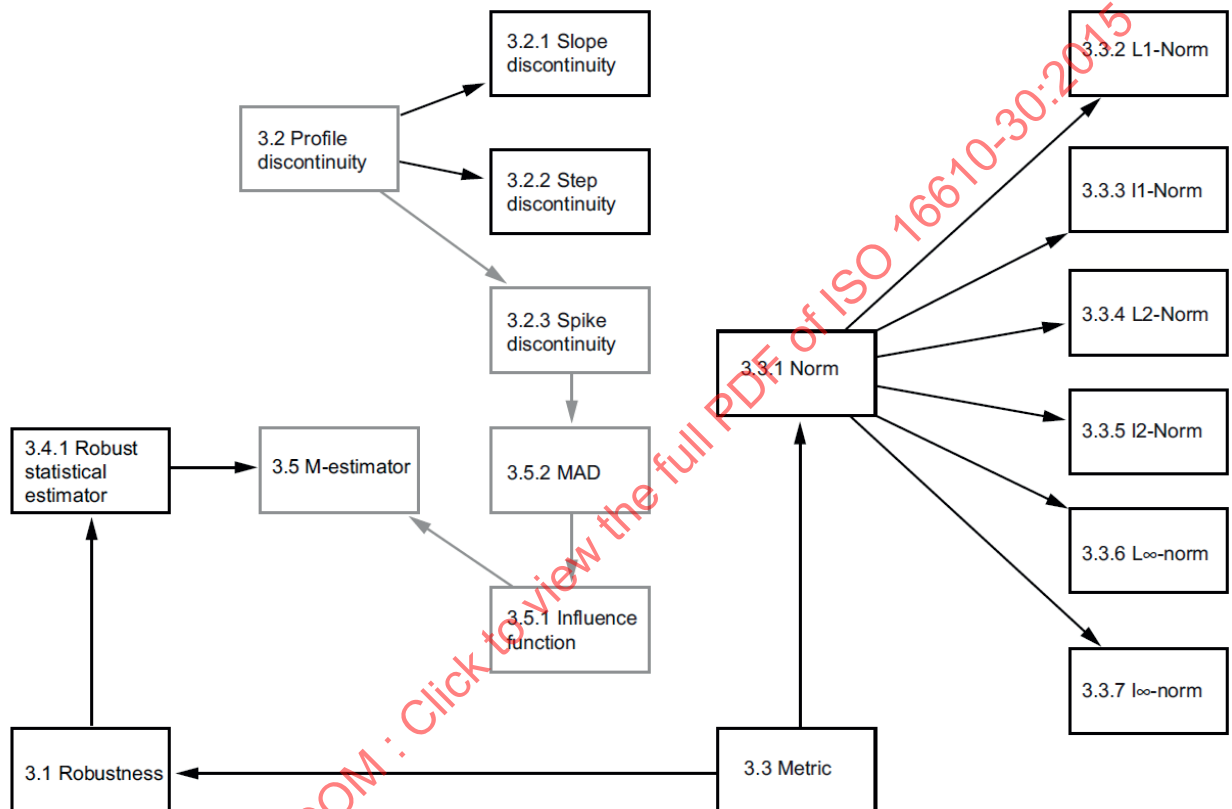 3.2.1 Slope
discontinuity
3.3.2 L1-Norm
3.2 Profile
discontinuity
3.2.2 Step
discontinuity
3.3.3 l1-Norm
3.2.3 Spike
discontinuity
3.3.4 L2-Norm
3.3.1 Norm
3.3.5 l2-Norm
3.4.1 Robust
statistical
estimator
3.5 M-estimator
3.5.2 MAD
3.3.6 L∞-norm
3.5.1 Influence
function
3.3.7 l∞-norm
3.1 Robustness
3.3 Metric
OM : Click to view the full PDF of ISO 16610-30:2015